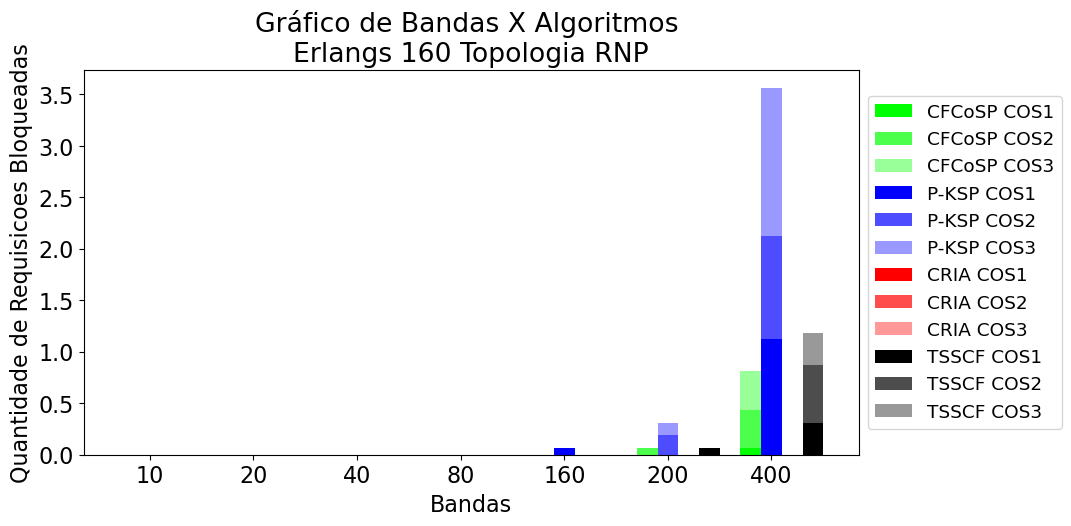 Gráfico de Bandas X Algoritmos
Erlangs 160 Topologia RNP
Quantidade de Requisicoes Bloqueadas
3.5
3.0
2.5
2.0
1.5
1.0
0.5
0.0
10 20 40 80 160 200 400
Bandas
CFCoSP COS1
CFCoSP COS2
CFCoSP COS3
P-KSP COS1
P-KSP COS2
P-KSP COS3
CRIA COS1
CRIA COS2
CRIA COS3
TSSCF COS1
TSSCF COS2
TSSCF COS3